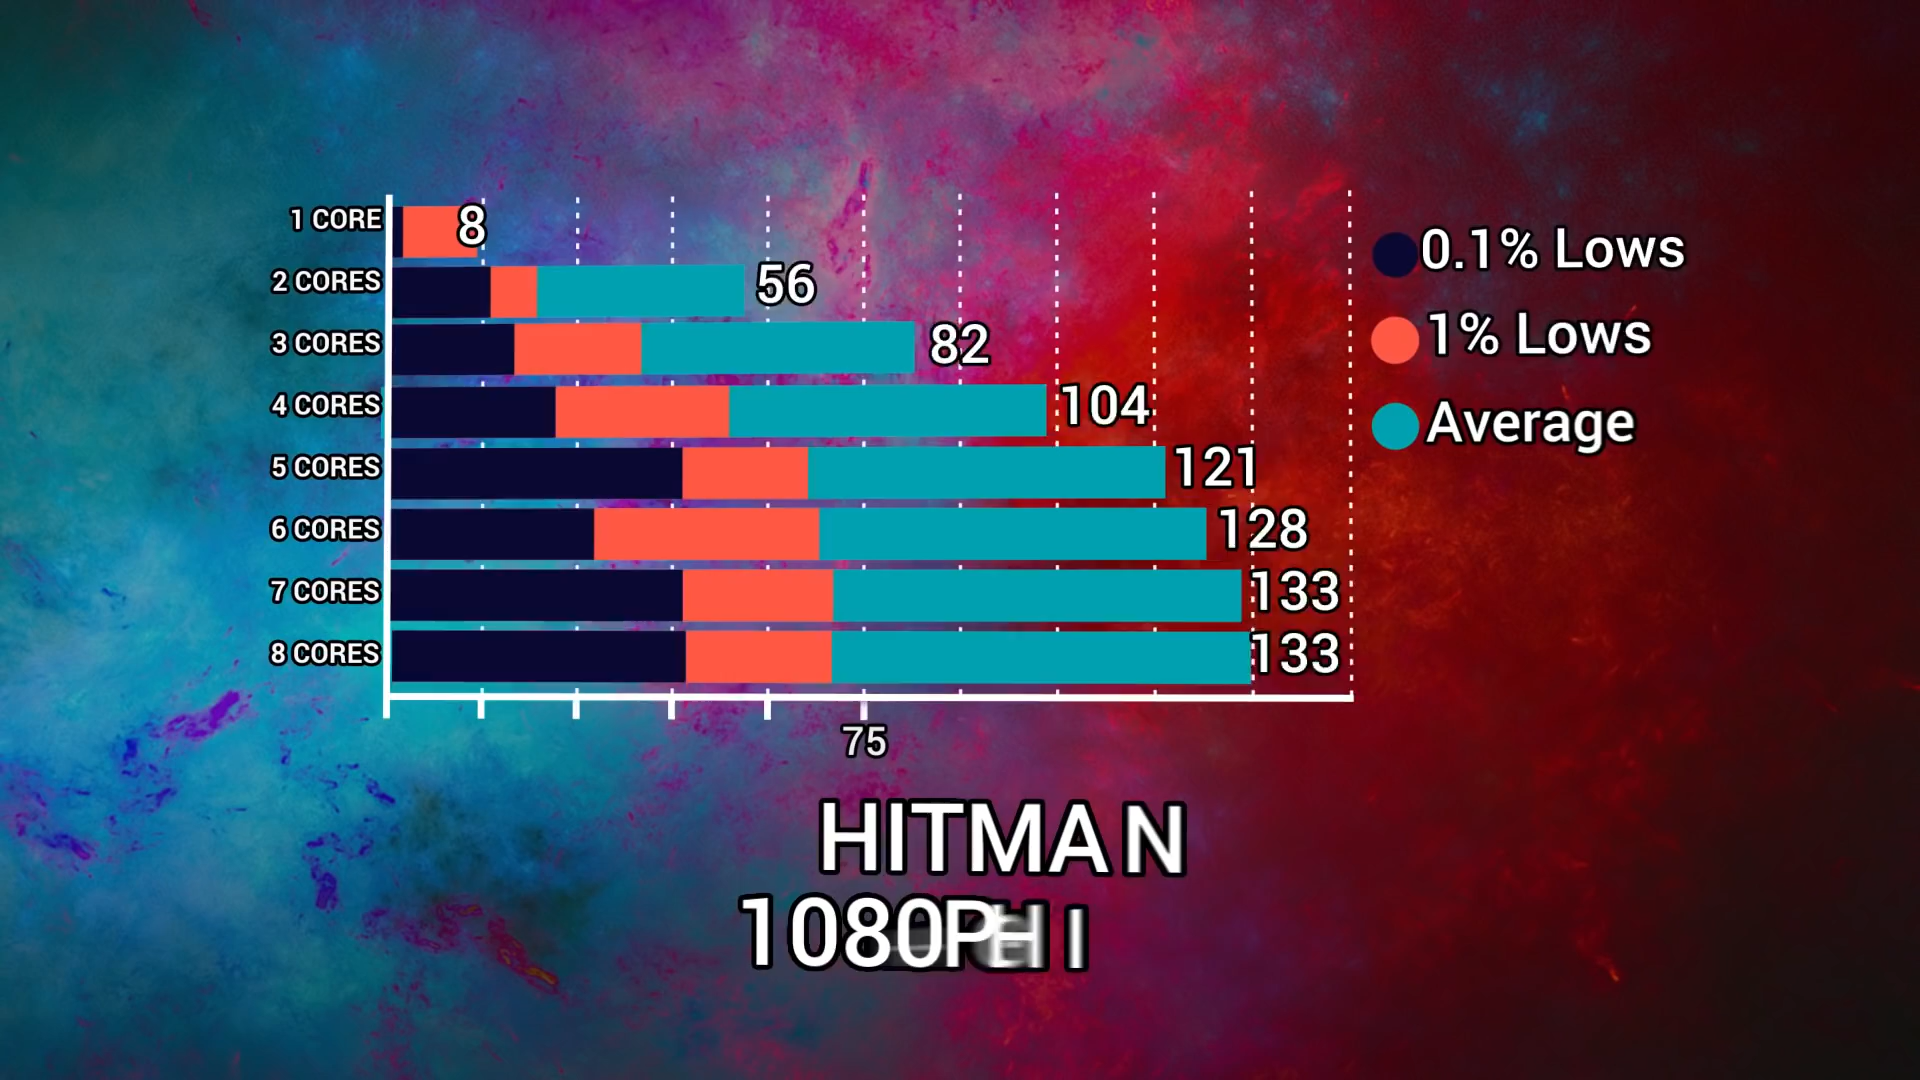 1 CORE 8
2 CORES 56
3 CORES 82
4 CORES 104
5 CORES 121
6 CORES 128
7 CORES 133
8 CORES 133
75
0.1% Lows
1% Lows
Average
HITMAN
1080P